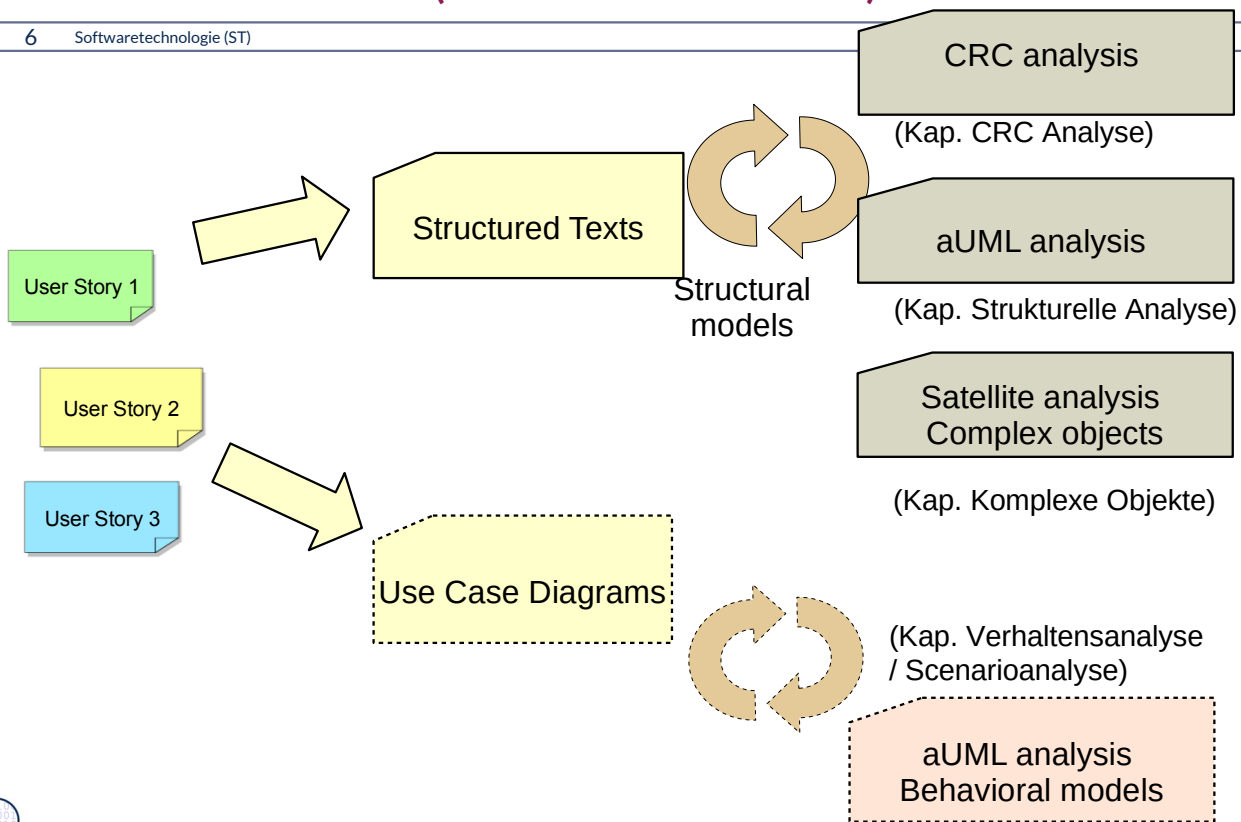 6 Softwaretechnologie (ST)
CRC analysis
(Kap. CRC Analyse)
Structured Texts
aUML analysis
User Story 1
Structural
models
(Kap. Strukturelle Analyse)
User Story 2
Satellite analysis
Complex objects
(Kap. Komplexe Objekte)
User Story 3
Use Case Diagrams
(Kap. Verhaltensanalyse
/ Scenarioanalyse)
aUML analysis
Behavioral models